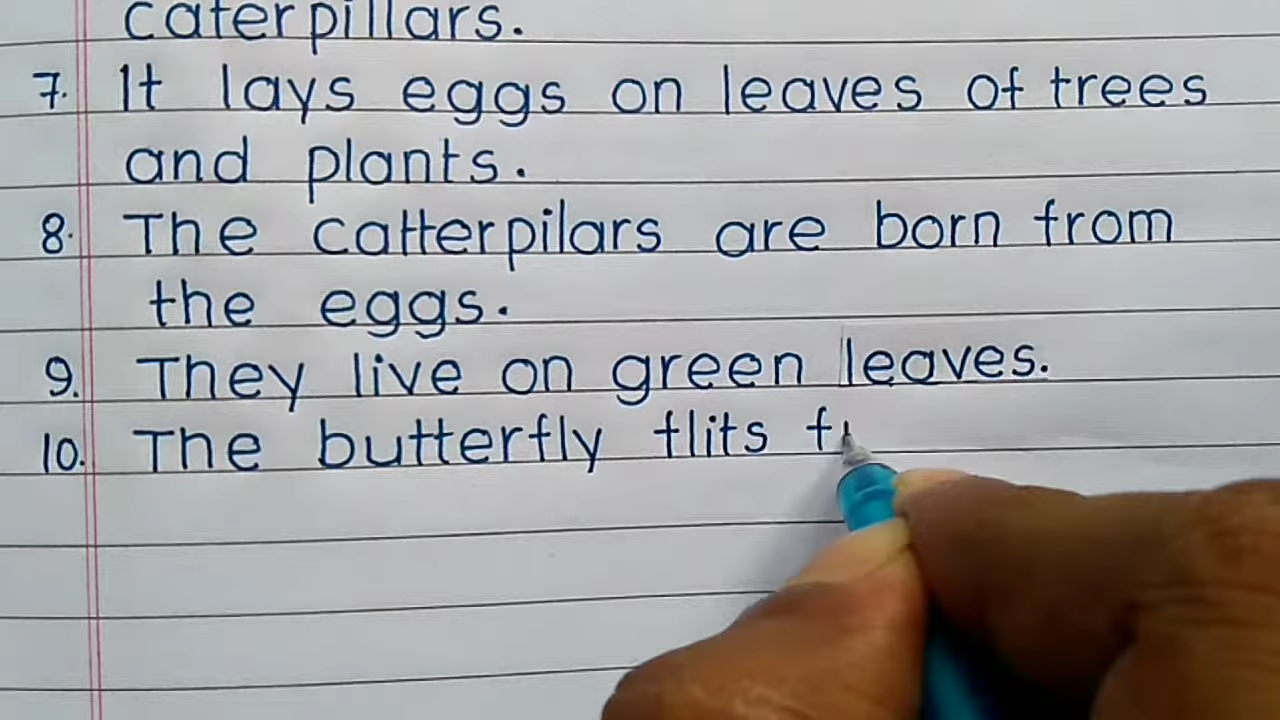 caterpillars.
7. It lays eggs on leaves of trees
and plants.
8. The catterpilars are born from
the eggs.
9. They live on green leaves.
10. The butterfly flits